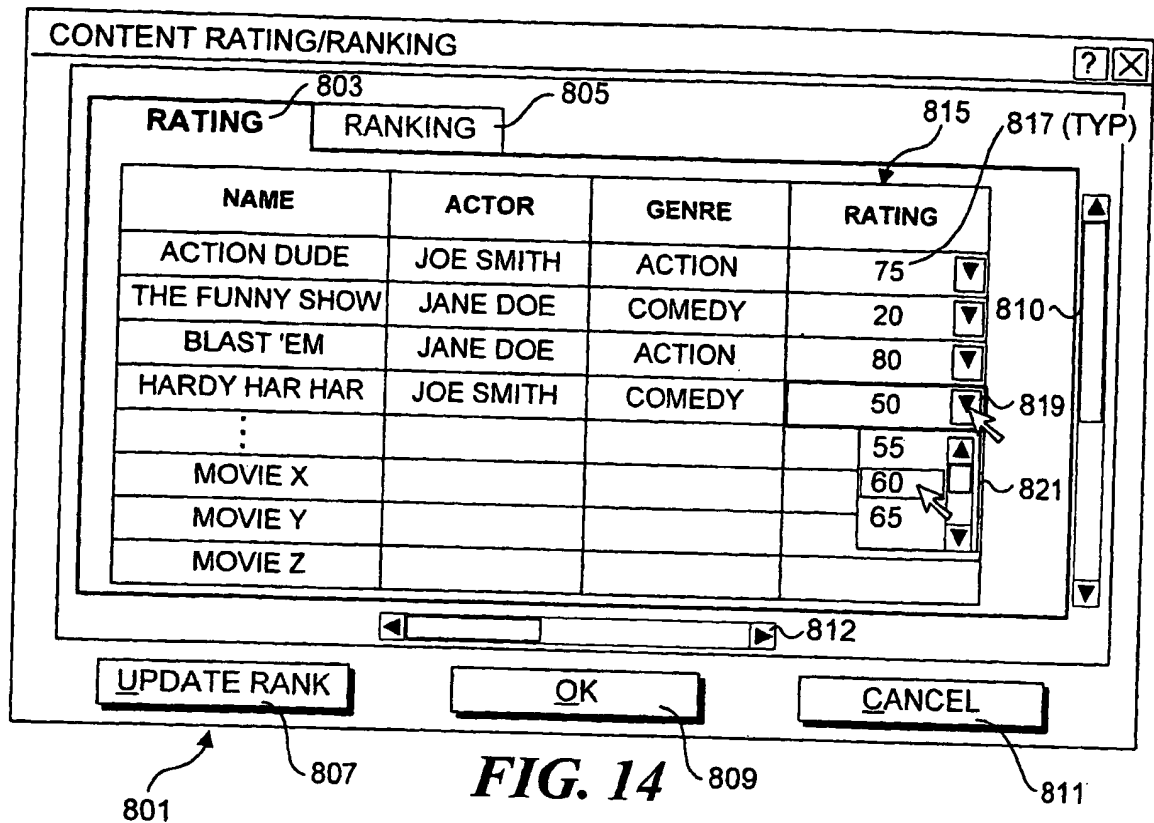 CONTENT RATING/RANKING
? X
803 805
RATING RANKING
815 817 (TYP)
NAME ACTOR GENRE RATING
ACTION DUDE JOE SMITH ACTION 75
THE FUNNY SHOW JANE DOE COMEDY 20
810
BLAST 'EM JANE DOE ACTION 80
HARDY HAR HAR JOE SMITH COMEDY 50
819
55
MOVIE X 60
821
MOVIE Y 65
MOVIE Z
812
UPDATE RANK OK CANCEL
801 807 809 811
FIG. 14